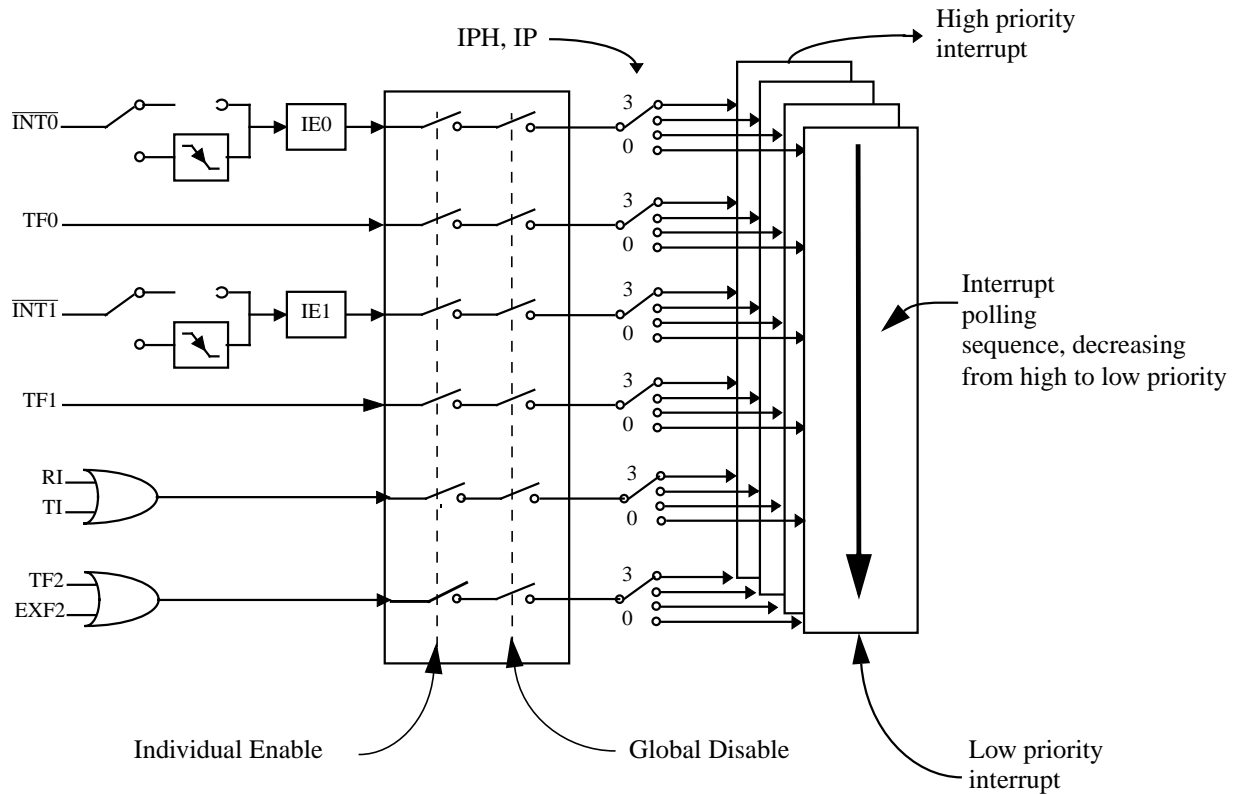 High priority
interrupt
IPH, IP
INT0
IE0
3
0
TF0
3
0
INT1
IE1
3
0
Interrupt
polling
sequence, decreasing
from high to low priority
TF1
3
0
RI
TI
3
0
TF2
EXF2
3
0
Individual Enable
Global Disable
Low priority
interrupt